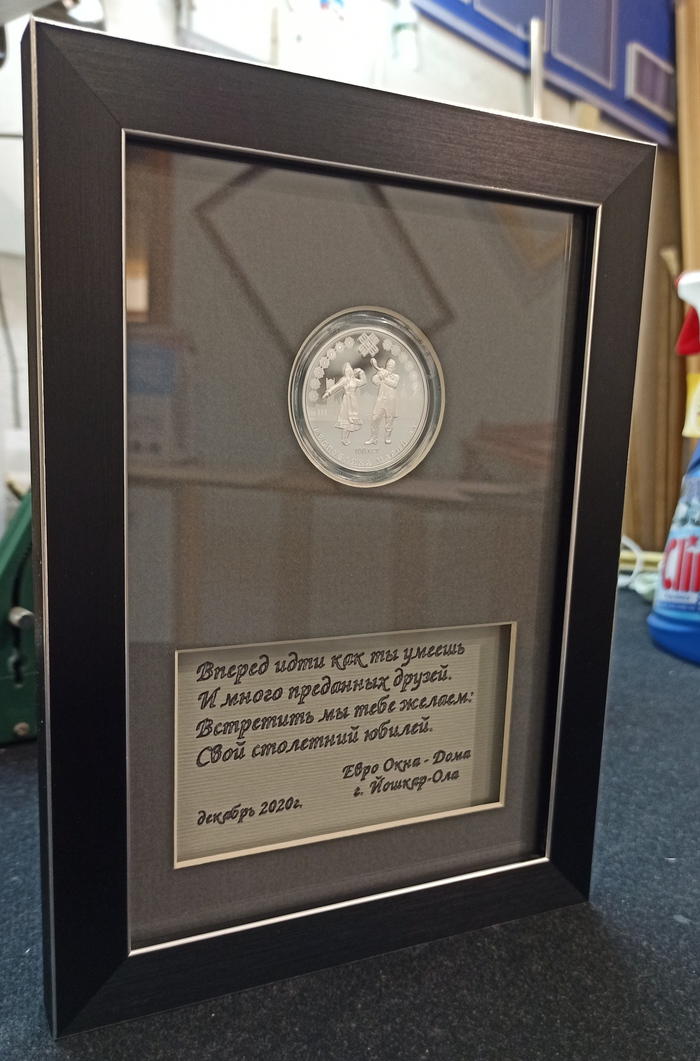 Вперед идти как ты умеешь
И много преданных друзей.
Встретить мы тебе желаем:
Свой столетний юбилей.
Евро Окна - Дома
г. Йошкар-Ола
декабрь 2020г.